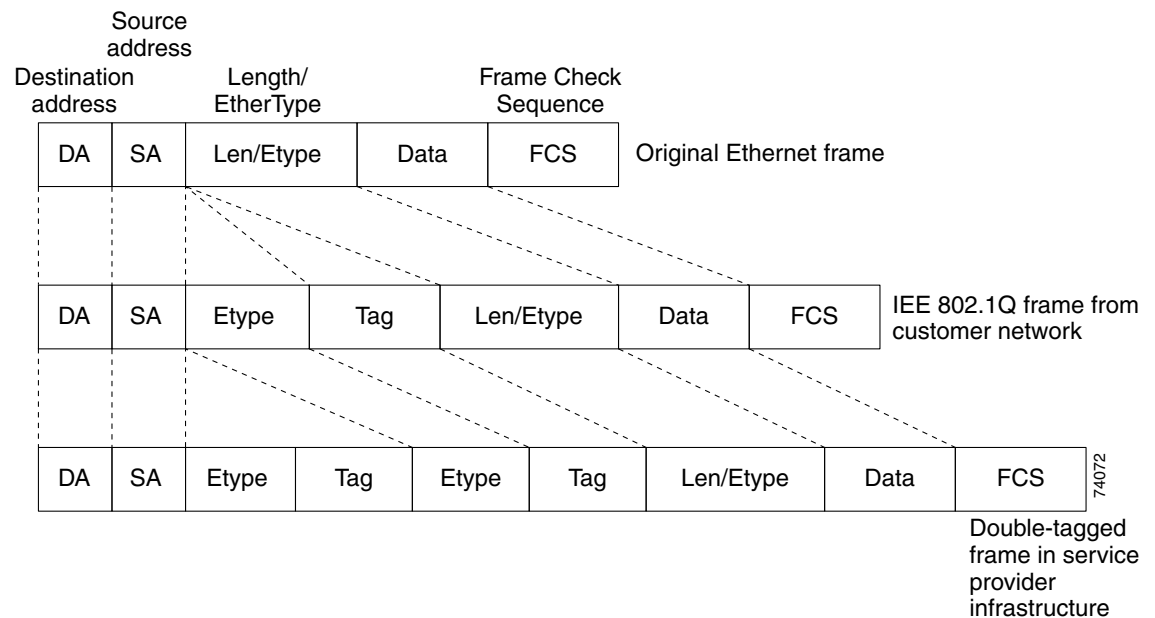 Source
address
Destination
address
Length/
EtherType
Frame Check
Sequence
DA SA Len/Etype Data FCS Original Ethernet frame
DA SA Etype Tag Len/Etype Data FCS
IEE 802.1Q frame from
customer network
DA SA Etype Tag Etype Tag Len/Etype Data FCS
74072
Double-tagged
frame in service
provider
infrastructure